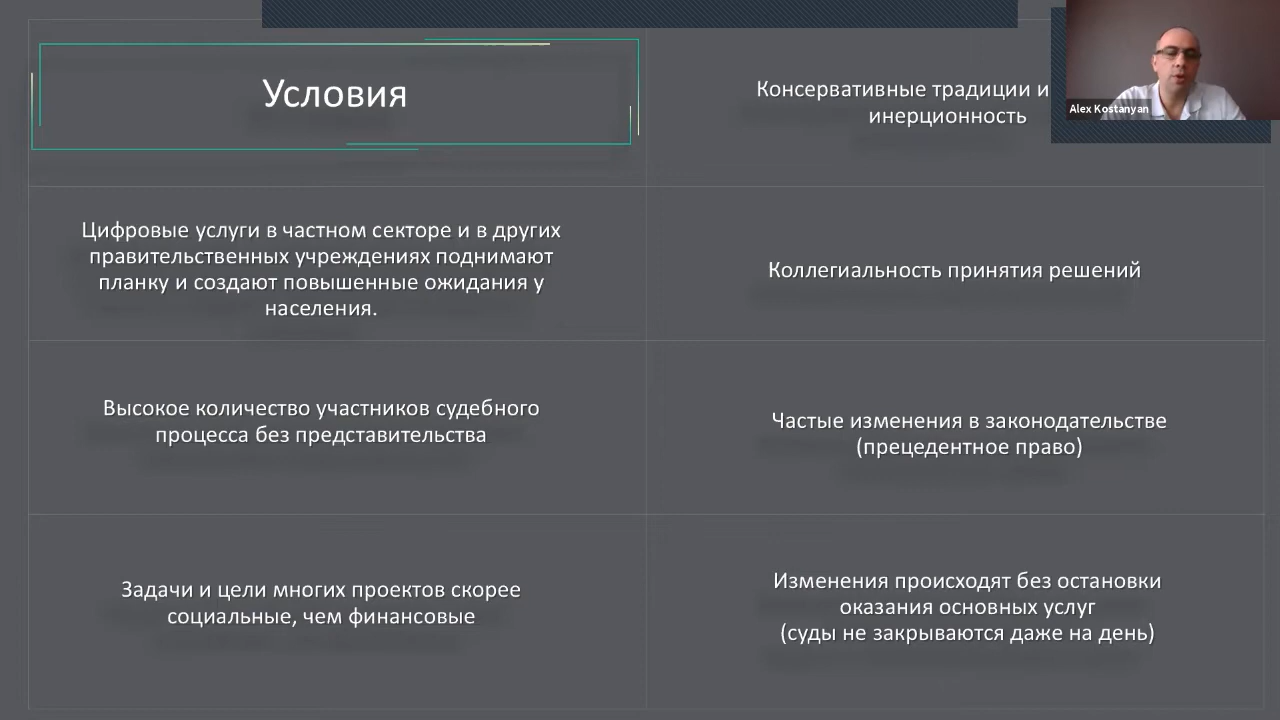 Условия
Консервативные традиции и
инерционность
Alex Kostanyan
Цифровые услуги в частном секторе и в других
правительственных учреждениях поднимают
планку и создают повышенные ожидания у
населения.
Коллегиальность принятия решений
Высокое количество участников судебного
процесса без представительства
Частые изменения в законодательстве
(прецедентное право)
Задачи и цели многих проектов скорее
социальные, чем финансовые
Изменения происходят без остановки
оказания основных услуг
(суды не закрываются даже на день)